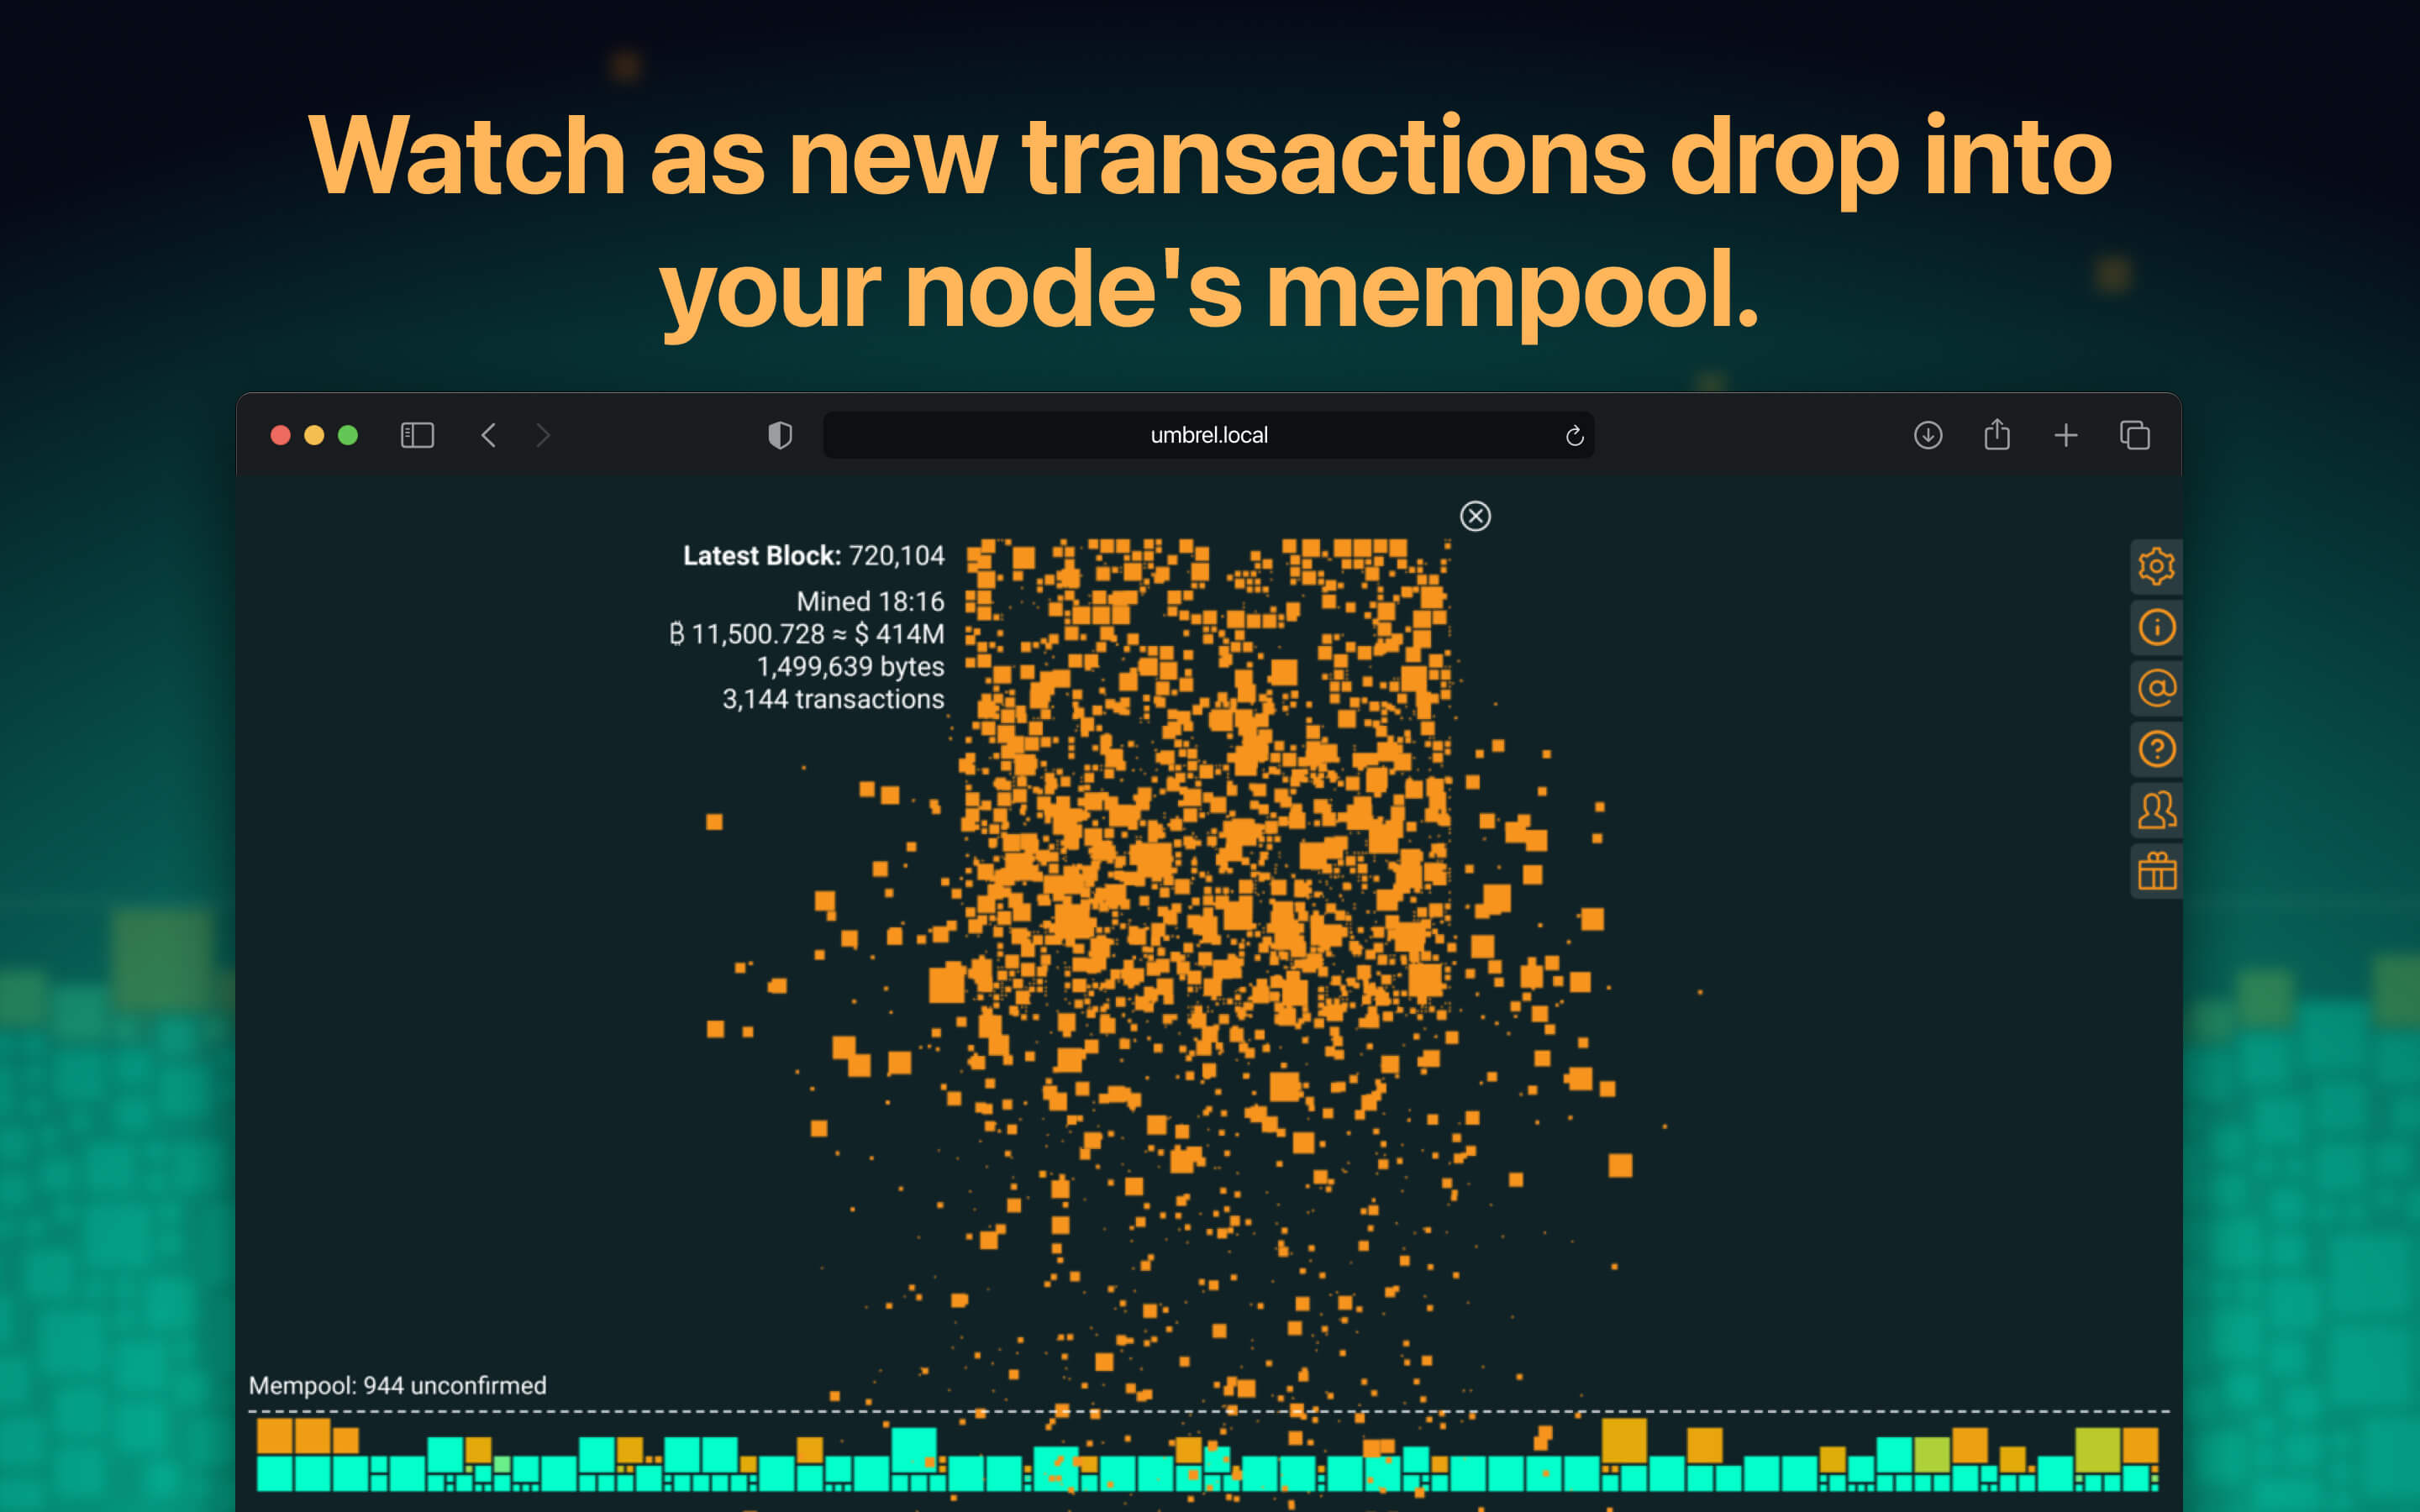 Watch as new transactions drop into
your node's mempool.
umbrel.local
Latest Block: 720,104
Mined 18:16
₿ 11,500.728 ≈ $ 414M
1,499,639 bytes
3,144 transactions
Mempool: 944 unconfirmed